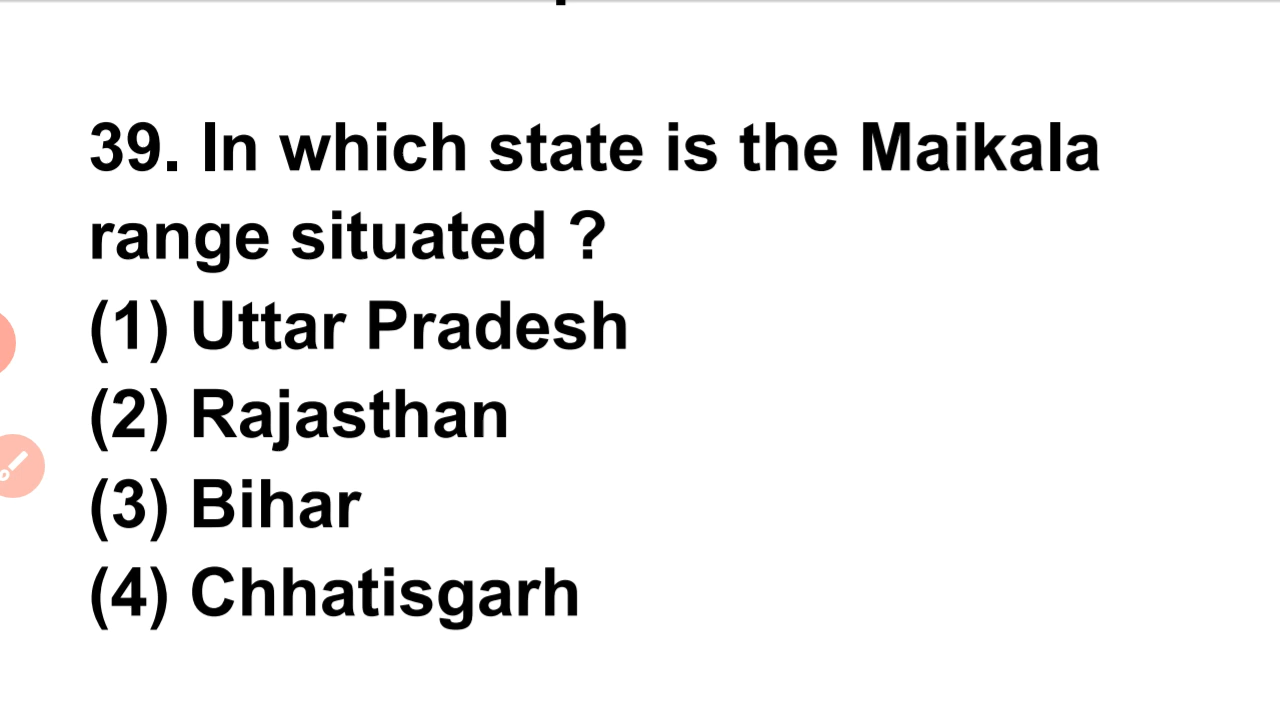 39. In which state is the Maikala
range situated ?
(1) Uttar Pradesh
(2) Rajasthan
(3) Bihar
(4) Chhatisgarh